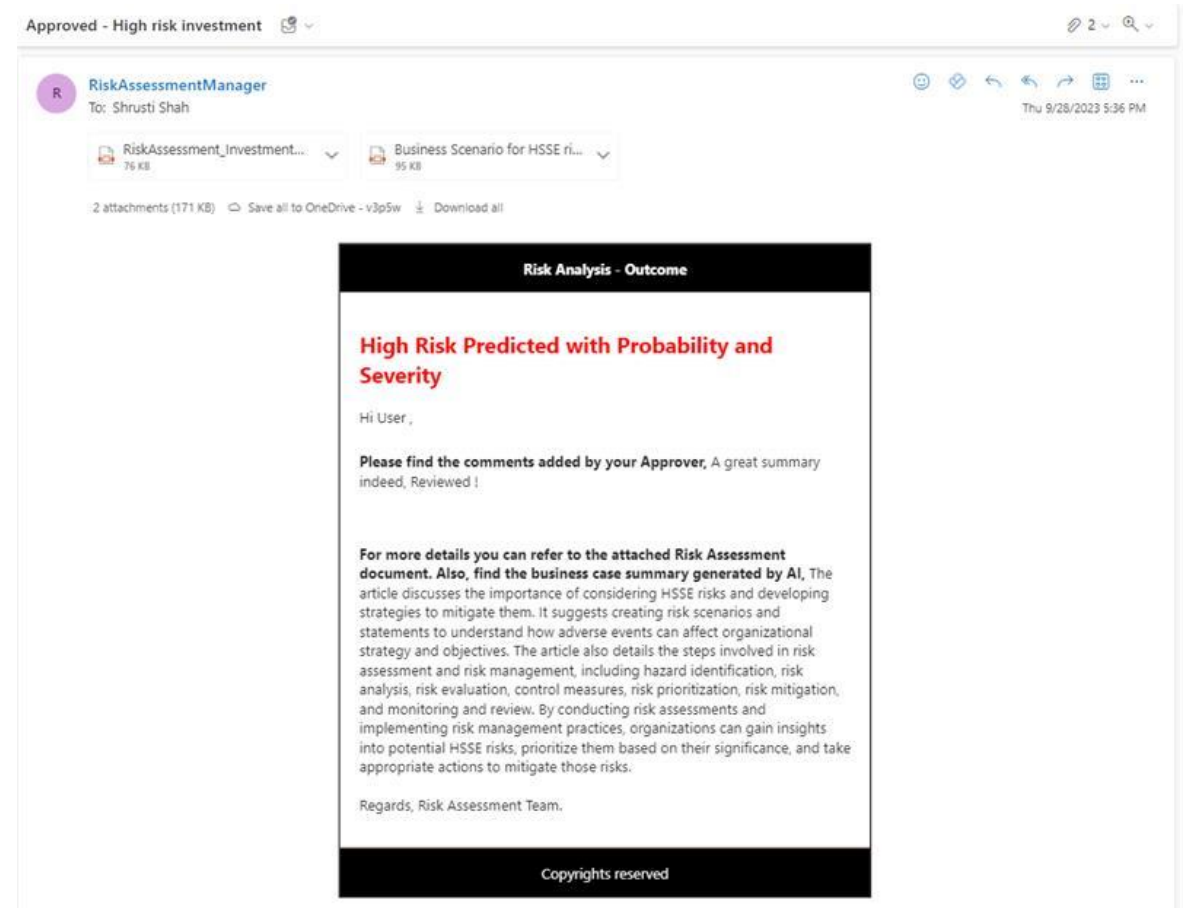 Approved - High risk investment
2
R
RiskAssessmentManager
To: Shrusti Shah
Thu 9/28/2023 5:36 PM
RiskAssessment_Investment...
76 KB
Business Scenario for HSSE ri...
95 KB
2 attachments (171 KB) Save all to OneDrive - v3p5w Download all
Risk Analysis - Outcome
High Risk Predicted with Probability and
Severity
Hi User ,
Please find the comments added by your Approver, A great summary
indeed, Reviewed !
For more details you can refer to the attached Risk Assessment
document. Also, find the business case summary generated by AI, The
article discusses the importance of considering HSSE risks and developing
strategies to mitigate them. It suggests creating risk scenarios and
statements to understand how adverse events can affect organizational
strategy and objectives. The article also details the steps involved in risk
assessment and risk management, including hazard identification, risk
analysis, risk evaluation, control measures, risk prioritization, risk mitigation,
and monitoring and review. By conducting risk assessments and
implementing risk management practices, organizations can gain insights
into potential HSSE risks, prioritize them based on their significance, and take
appropriate actions to mitigate those risks.
Regards, Risk Assessment Team.
Copyrights reserved